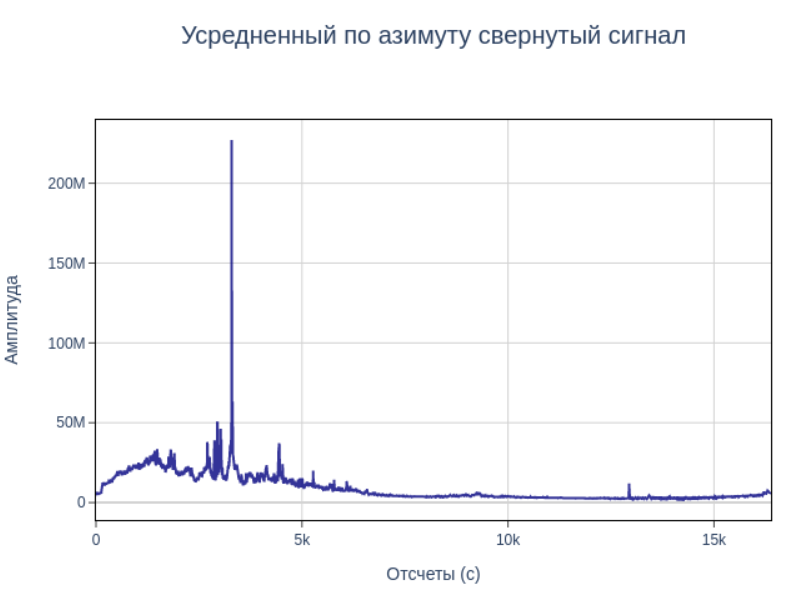 Усредненный по азимуту свернутый сигнал
200M
150M
100M
50M
0
Амплитуда
0
5k
10k
15k
Отсчеты (с)